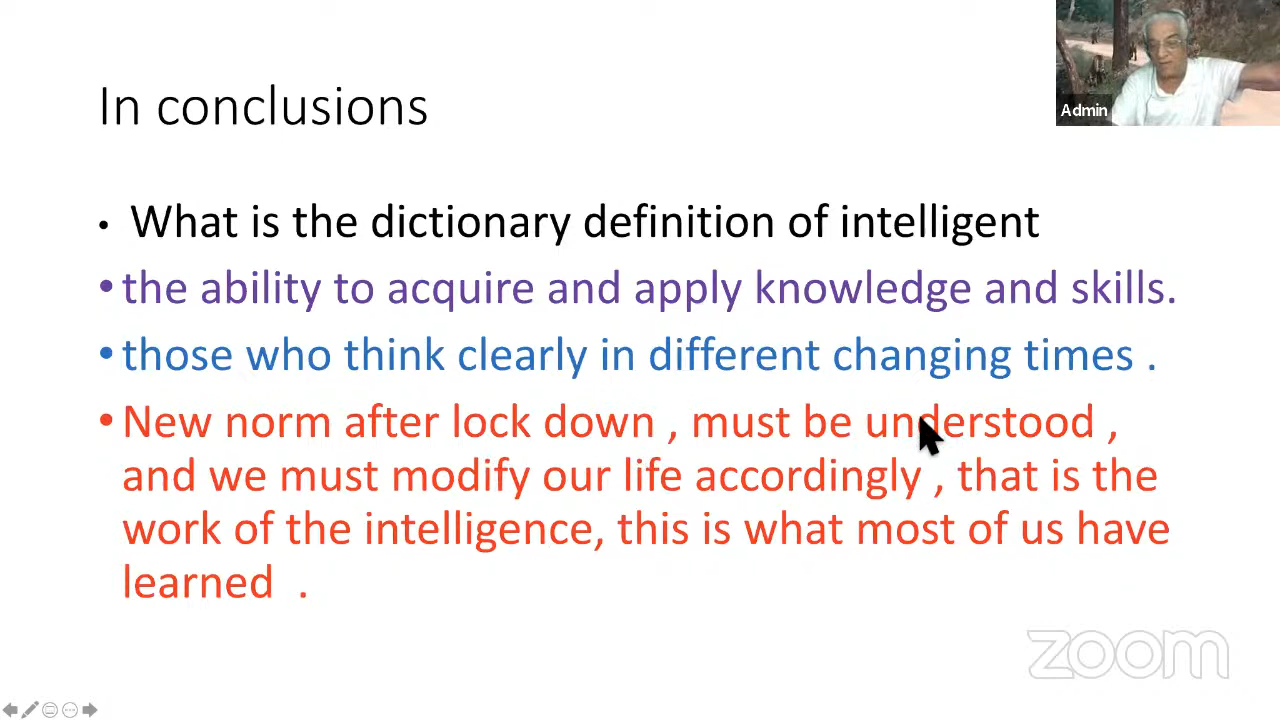 Admin
In conclusions
• What is the dictionary definition of intelligent
• the ability to acquire and apply knowledge and skills.
• those who think clearly in different changing times .
• New norm after lock down , must be understood ,
and we must modify our life accordingly , that is the
work of the intelligence, this is what most of us have
learned .
zoom